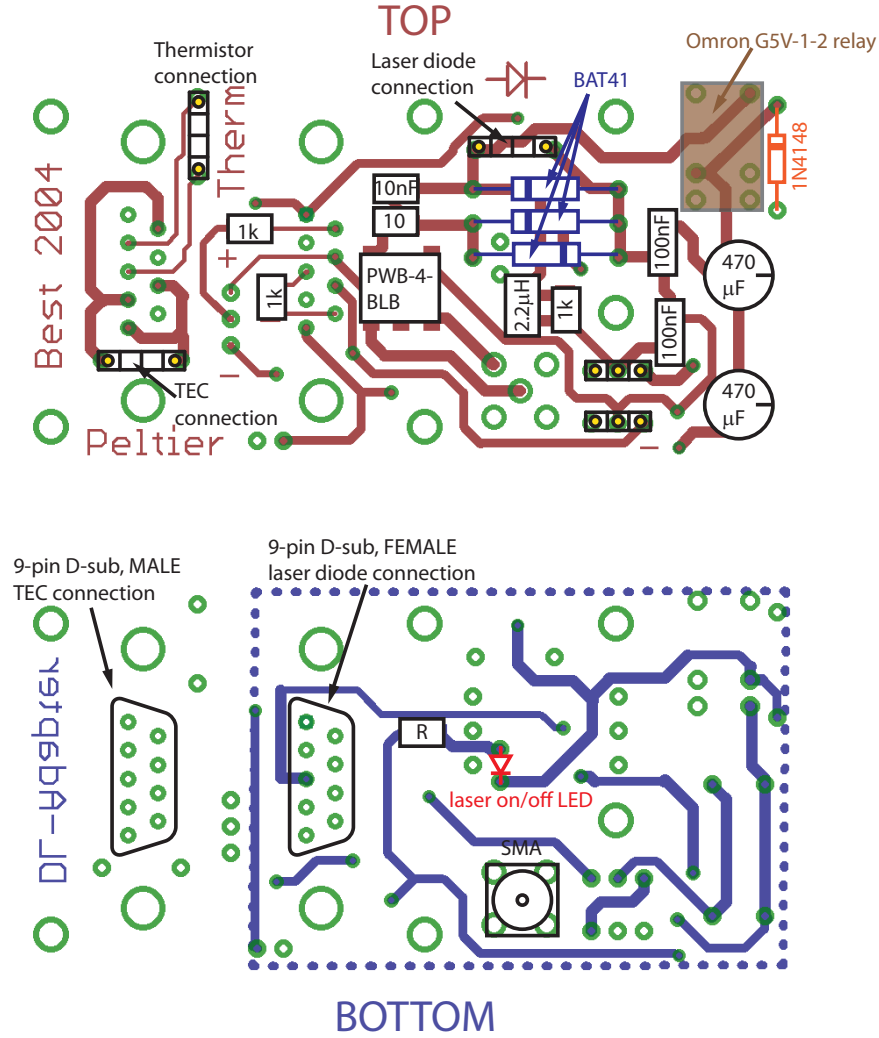 TOP
Thermistor
connection
Laser diode
connection
BAT41
Omron G5V-1-2 relay
1N4148
Therm
Best 2004
10nF
10
1k
+
1k
PWB-4-
BLB
2.2µH
1k
100nF
100nF
470
µF
470
µF
−
TEC
connection
Peltier
−
9-pin D-sub, MALE
TEC connection
9-pin D-sub, FEMALE
laser diode connection
DL-Adapter
R
laser on/off LED
SMA
BOTTOM